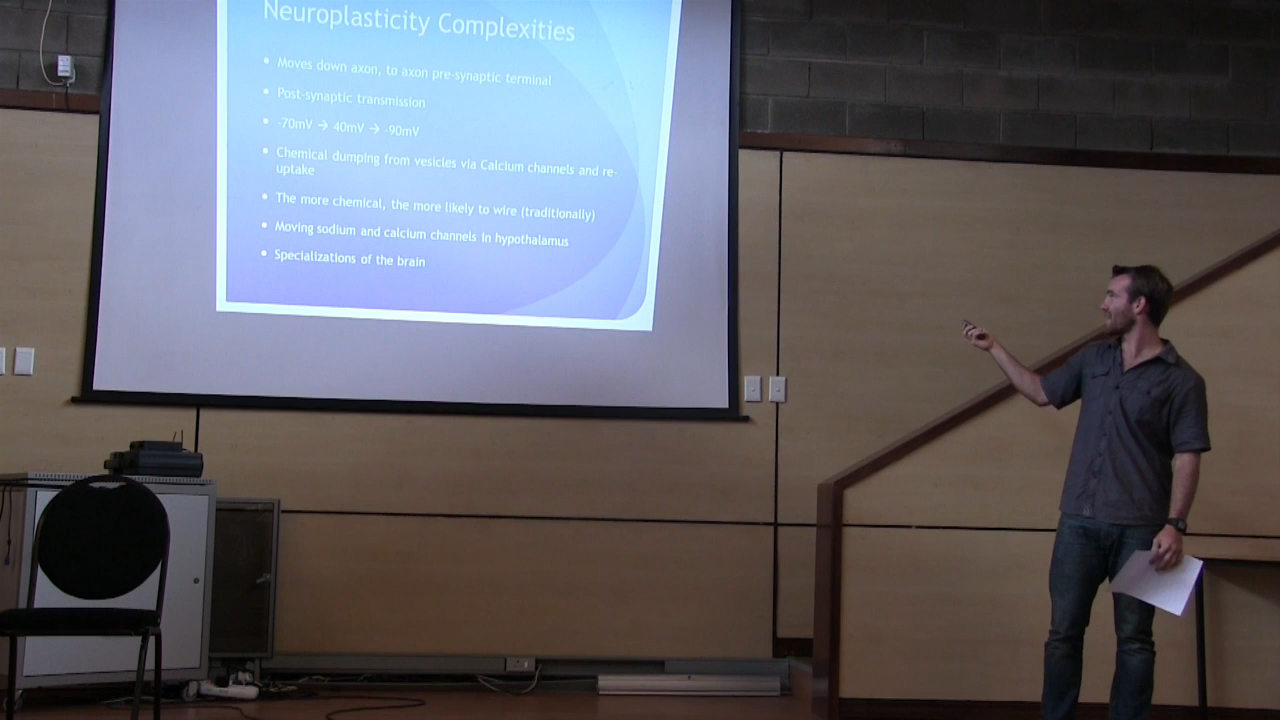 Neuroplasticity Complexities
• Moves down axon, to axon pre-synaptic terminal
• Post-synaptic transmission
• -70mV → 40mV → -90mV
• Chemical dumping from vesicles via Calcium channels and re-
uptake
• The more chemical, the more likely to wire (traditionally)
• Moving sodium and calcium channels in hypothalamus
• Specializations of the brain